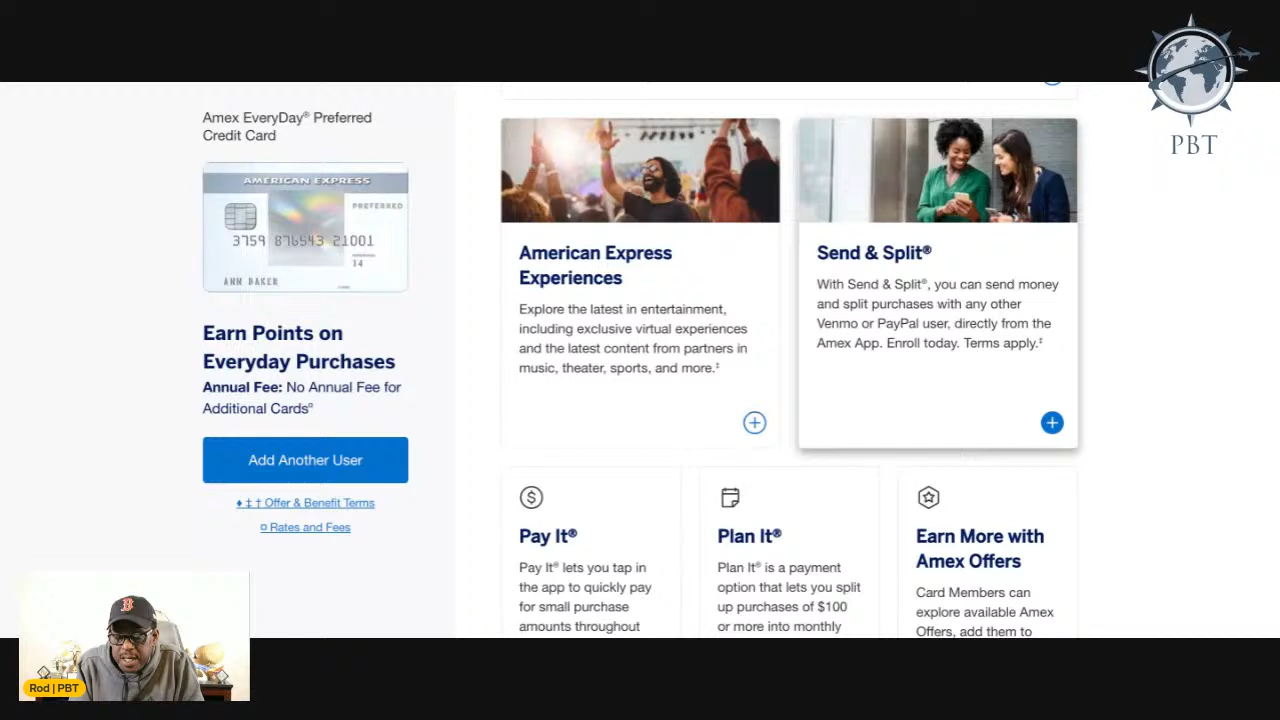 PBT
Amex EveryDay® Preferred
Credit Card
AMERICAN EXPRESS
PREFERRED
3759 876543 21001
14
ANN BAKER
Earn Points on
Everyday Purchases
Annual Fee: No Annual Fee for
Additional Cards¤
Add Another User
♦ ‡ † Offer & Benefit Terms
¤ Rates and Fees
American Express
Experiences
Explore the latest in entertainment,
including exclusive virtual experiences
and the latest content from partners in
music, theater, sports, and more.‡
Send & Split®
With Send & Split®, you can send money
and split purchases with any other
Venmo or PayPal user, directly from the
Amex App. Enroll today. Terms apply.‡
Pay It®
Pay It® lets you tap in
the app to quickly pay
for small purchase
amounts throughout
Plan It®
Plan It® is a payment
option that lets you split
up purchases of $100
or more into monthly
Earn More with
Amex Offers
Card Members can
explore available Amex
Offers, add them to
B
Rod | PBT